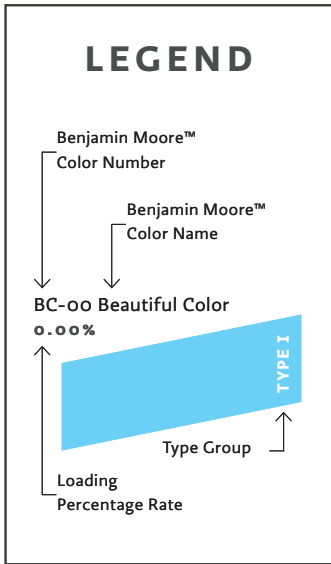 LEGEND
Benjamin Moore™
Color Number
Benjamin Moore™
Color Name
BC-00 Beautiful Color
0.00%
TYPE I
Type Group
Loading
Percentage Rate